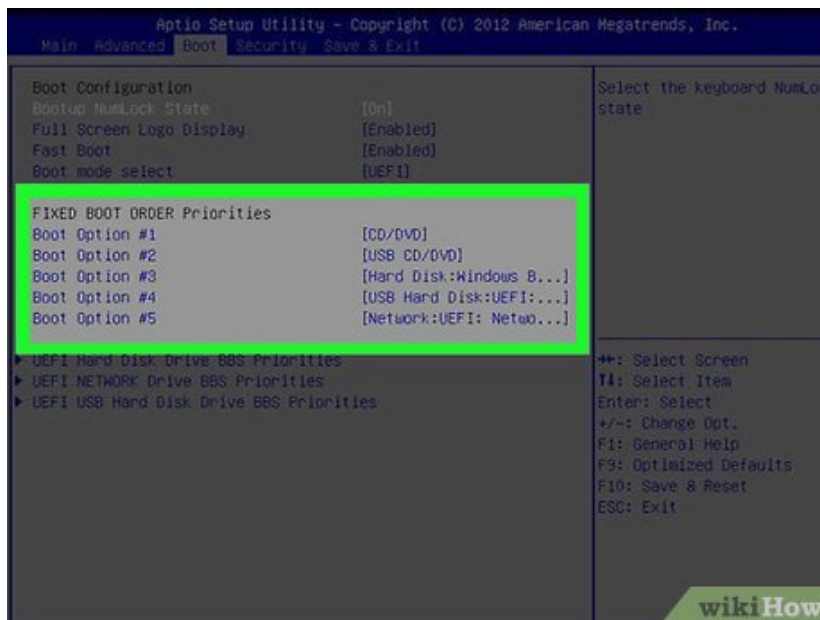 Aptio Setup Utility - Copyright (C) 2012 American Megatrends, Inc.
Main Advanced Boot Security Save & Exit
Boot Configuration
Bootup NumLock State [On]
Full Screen Logo Display [Enabled]
Fast Boot [Enabled]
Boot mode select [UEFI]
FIXED BOOT ORDER Priorities
Boot Option #1 [CD/DVD]
Boot Option #2 [USB CD/DVD]
Boot Option #3 [Hard Disk:Windows B...]
Boot Option #4 [USB Hard Disk:UEFI:...]
Boot Option #5 [Network:UEFI: Netwo...]
UEFI Hard Disk Drive BBS Priorities
UEFI NETWORK Drive BBS Priorities
UEFI USB Hard Disk Drive BBS Priorities
Select the keyboard NumLo
state
→←: Select Screen
↑↓: Select Item
Enter: Select
+/-: Change Opt.
F1: General Help
F9: Optimized Defaults
F10: Save & Reset
ESC: Exit
wikiHow